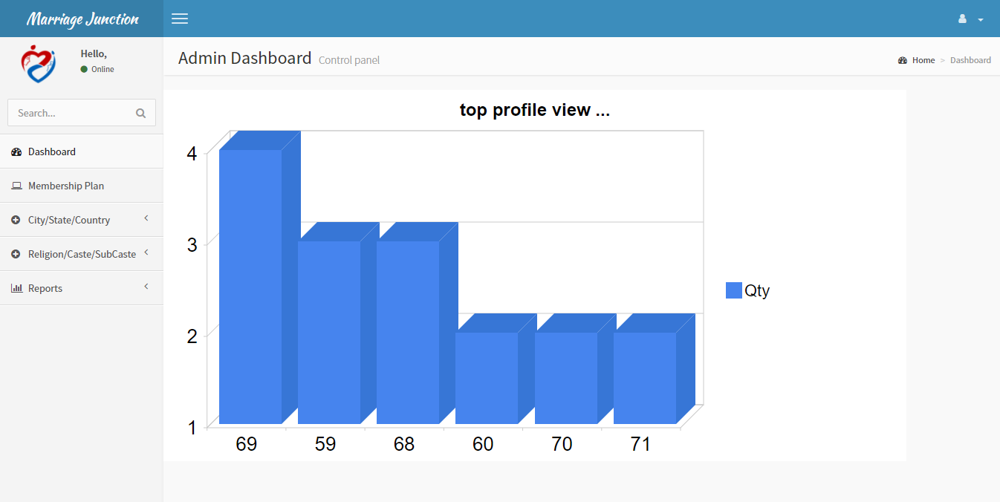 Marriage Junction
Hello,
Online
Search...
Dashboard
Membership Plan
City/State/Country
Religion/Caste/SubCaste
Reports
Admin Dashboard Control panel
Home > Dashboard
top profile view ...
4
3
2
1
69 59 68 60 70 71
Qty